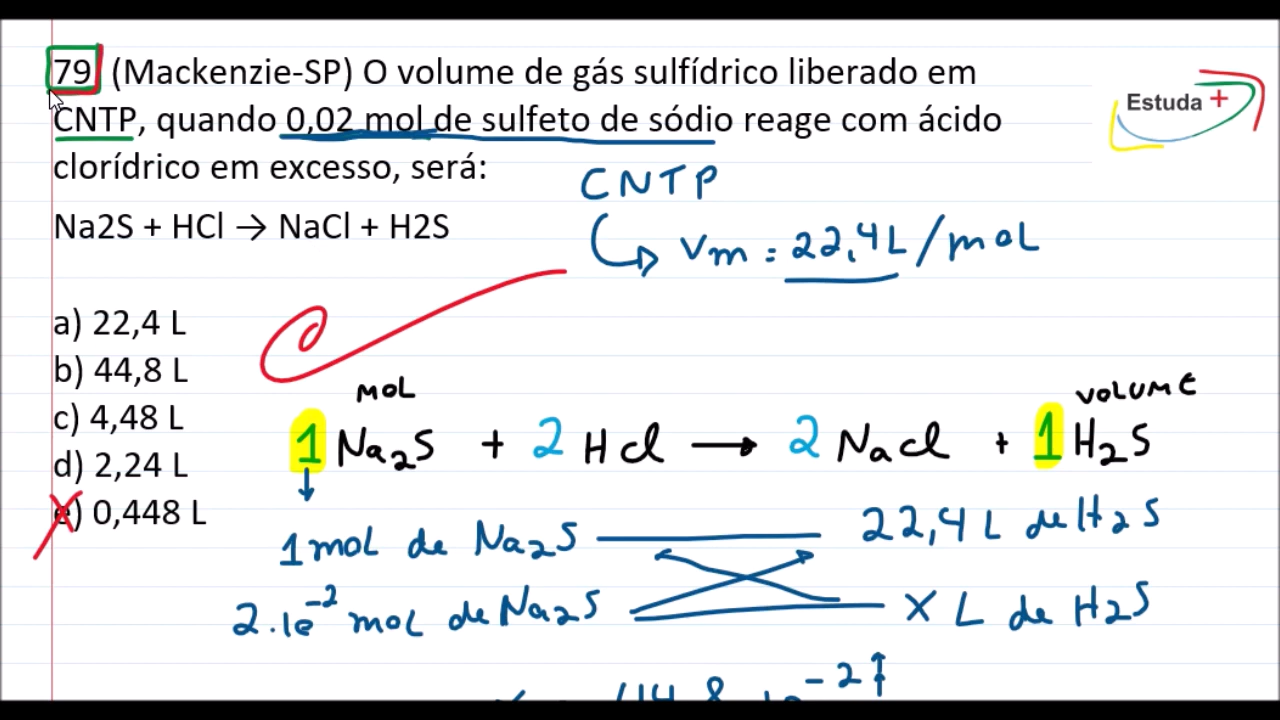 79 (Mackenzie-SP) O volume de gás sulfídrico liberado em
CNTP, quando 0,02 mol de sulfeto de sódio reage com ácido
clorídrico em excesso, será:
Estuda +
CNTP
Na2S + HCl → NaCl + H2S
Vm = 22,4L/mol
a) 22,4 L
b) 44,8 L
c) 4,48 L
d) 2,24 L
e) 0,448 L
mol
volume
1 Na2S + 2 HCl → 2 NaCl + 1 H2S
1 mol de Na2S 22,4 L de H2S
2.10^-2 mol de Na2S X L de H2S